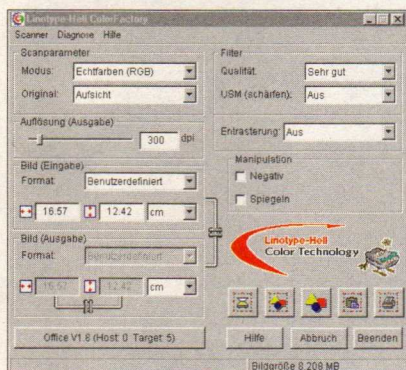 Linotype-Hell ColorFactory
Scanner Diagnose Hilfe
Scanparameter
Modus: Echtfarben (RGB)
Original: Aufsicht
Auflösung (Ausgabe)
300 dpi
Bild (Eingabe)
Format: Benutzerdefiniert
16.57 12.42 cm
Bild (Ausgabe)
Format: Benutzerdefiniert
16.57 12.42 cm
Office V1.8 (Host: 0 Target: 5)
Filter
Qualität: Sehr gut
USM (schärfen): Aus
Entrasterung: Aus
Manipulation
Negativ
Spiegeln
Linotype-Hell
Color Technology
Hilfe Abbruch Beenden
Bildgröße 8.208 MB